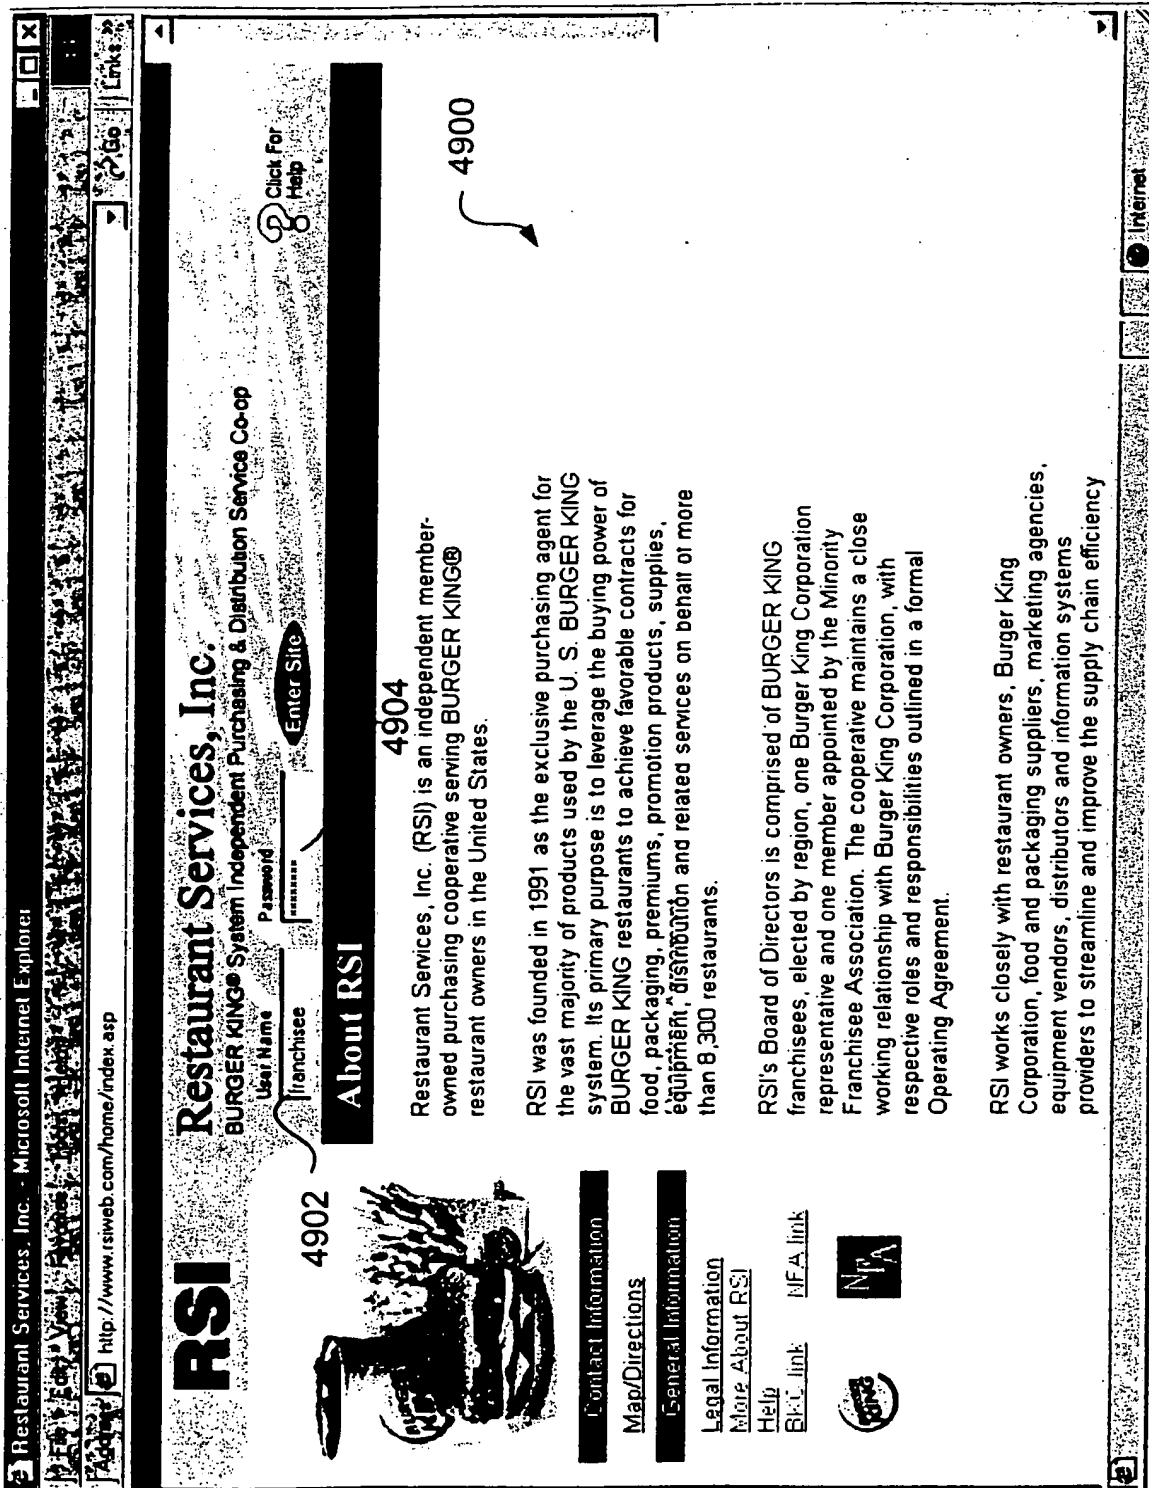 Restaurant Services, Inc. - Microsoft Internet Explorer
File Edit View Favorites Tools Help
Address http://www.rsiweb.com/home/index.asp Go Links »
RSI
Restaurant Services, Inc.
BURGER KING® System Independent Purchasing & Distribution Service Co-op
User Name Password
franchisee ******** Enter Site
Click For
Help
4902
4904
4900
About RSI
Restaurant Services, Inc. (RSI) is an independent member-
owned purchasing cooperative serving BURGER KING®
restaurant owners in the United States.
RSI was founded in 1991 as the exclusive purchasing agent for
the vast majority of products used by the U. S. BURGER KING
system. Its primary purpose is to leverage the buying power of
BURGER KING restaurants to achieve favorable contracts for
food, packaging, premiums, promotion products, supplies,
equipment, distribution and related services on behalf of more
than 8,300 restaurants.
RSI's Board of Directors is comprised of BURGER KING
franchisees, elected by region, one Burger King Corporation
representative and one member appointed by the Minority
Franchisee Association. The cooperative maintains a close
working relationship with Burger King Corporation, with
respective roles and responsibilities outlined in a formal
Operating Agreement.
RSI works closely with restaurant owners, Burger King
Corporation, food and packaging suppliers, marketing agencies,
equipment vendors, distributors and information systems
providers to streamline and improve the supply chain efficiency
Contact Information
Map/Directions
General Information
Legal Information
More About RSI
Help
BKC link NFA link
BURGER KING
NFA
Internet